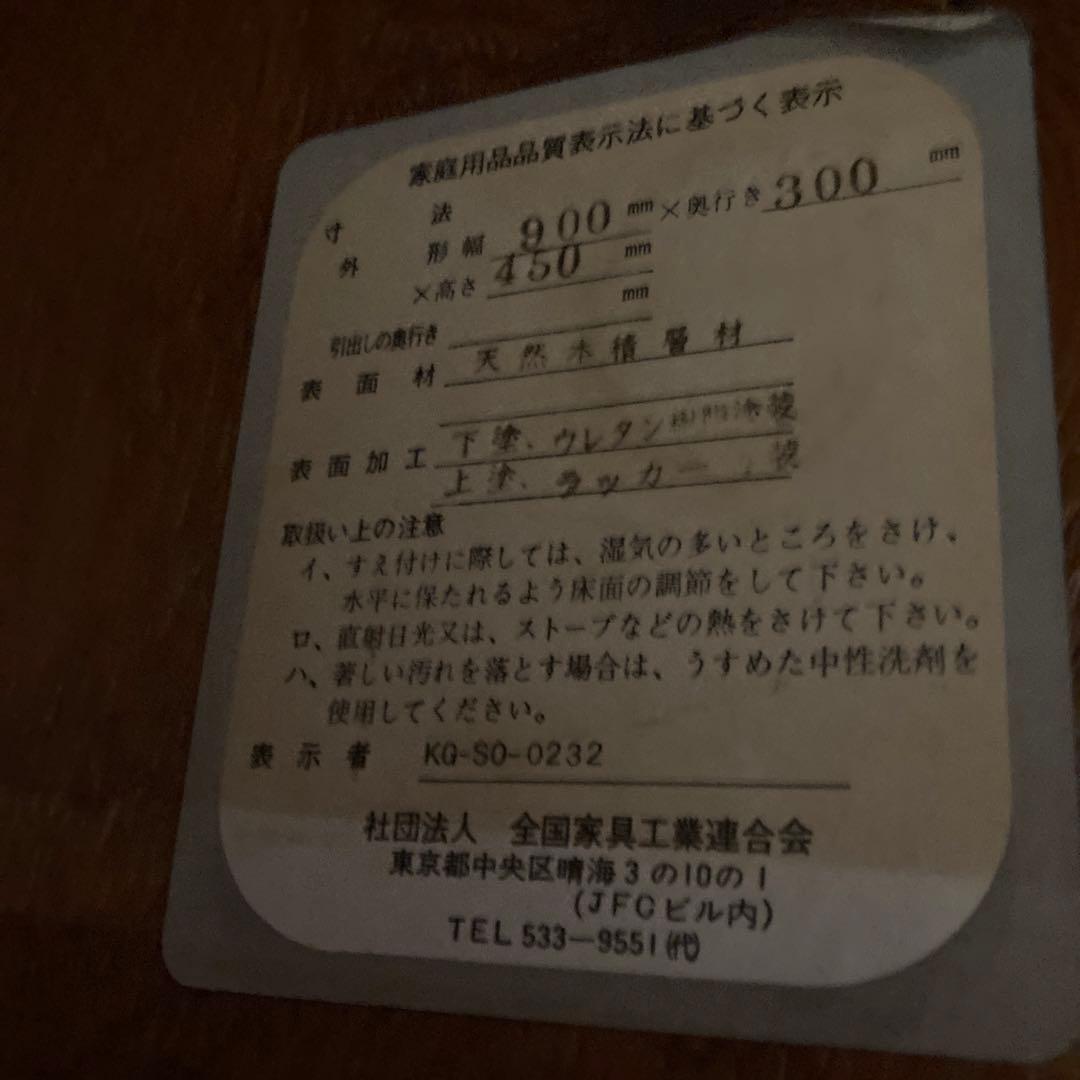 家庭用品品質表示法に基づく表示
寸法
外形幅 900 mm ×奥行き 300 mm
×高さ 450 mm
引出しの奥行き mm
表面材 天然木積層材
表面加工 下塗、ウレタン樹脂塗装
上塗、ラッカー 装
取扱い上の注意
イ、すえ付けに際しては、湿気の多いところをさけ、
水平に保たれるよう床面の調節をして下さい。
ロ、直射日光又は、ストーブなどの熱をさけて下さい。
ハ、著しい汚れを落とす場合は、うすめた中性洗剤を
使用してください。
表示者 KG-SO-0232
社団法人 全国家具工業連合会
東京都中央区晴海3の10の1
(JFCビル内)
TEL 533-9551㈹